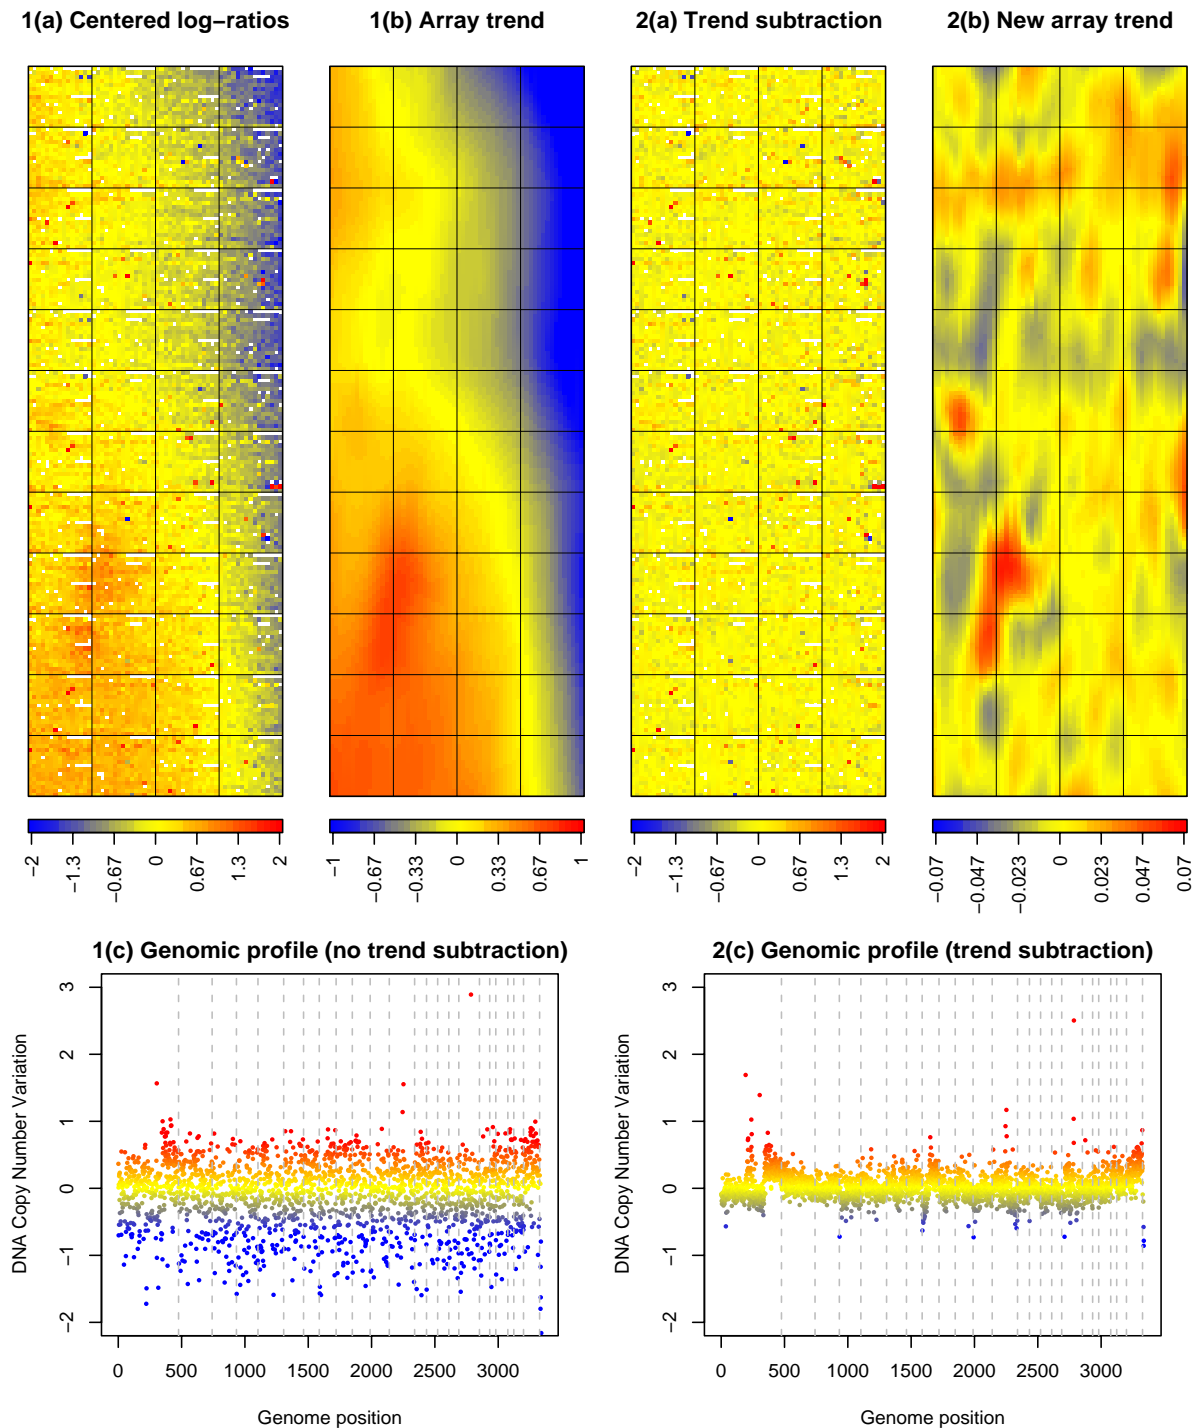 1(a) Centered log−ratios
1(b) Array trend
2(a) Trend subtraction
2(b) New array trend
−2 −1.3 −0.67 0 0.67 1.3 2
−1 −0.67 −0.33 0 0.33 0.67 1
−2 −1.3 −0.67 0 0.67 1.3 2
−0.07 −0.047 −0.023 0 0.023 0.047 0.07
1(c) Genomic profile (no trend subtraction)
DNA Copy Number Variation
3
2
1
0
−1
−2
0 500 1000 1500 2000 2500 3000
Genome position
2(c) Genomic profile (trend subtraction)
DNA Copy Number Variation
3
2
1
0
−1
−2
0 500 1000 1500 2000 2500 3000
Genome position